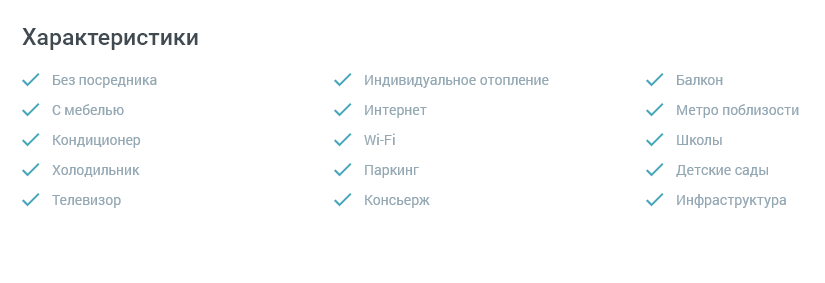 Характеристики
Без посредника
С мебелью
Кондиционер
Холодильник
Телевизор
Индивидуальное отопление
Интернет
Wi-Fi
Паркинг
Консьерж
Балкон
Метро поблизости
Школы
Детские сады
Инфраструктура